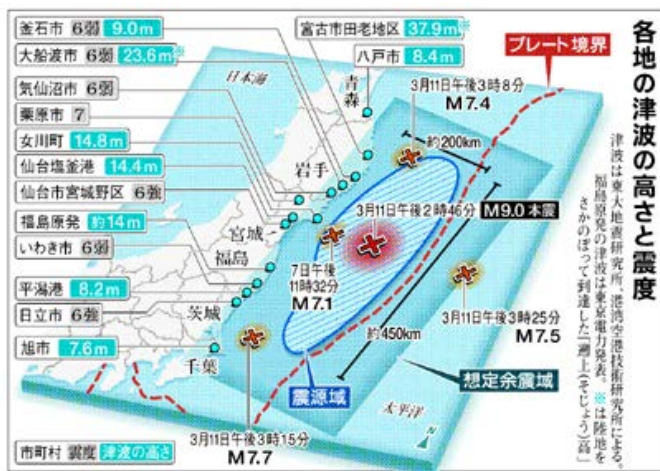 各地の津波の高さと震度
津波は東大地震研究所、港湾空港技術研究所による。
福島原発の津波は東京電力発表。※は陸地を
さかのぼって到達した「遡上(そじょう)高」
釜石市 6弱 9.0m
大船渡市 6弱 23.6m※
気仙沼市 6弱
栗原市 7
女川町 14.8m
仙台塩釜港 14.4m
仙台市宮城野区 6強
福島原発 約14m
いわき市 6弱
平潟港 8.2m
日立市 6強
旭市 7.6m
宮古市田老地区 37.9m※
八戸市 8.4m
プレート境界
日本海
青森
岩手
宮城
福島
茨城
千葉
3月11日午後3時8分
M7.4
約200km
3月11日午後2時46分 M9.0本震
7日午後
11時32分
M7.1
3月11日午後3時25分
M7.5
約450km
震源域
想定余震域
太平洋
N
3月11日午後3時15分
M7.7
市町村 震度 津波の高さ